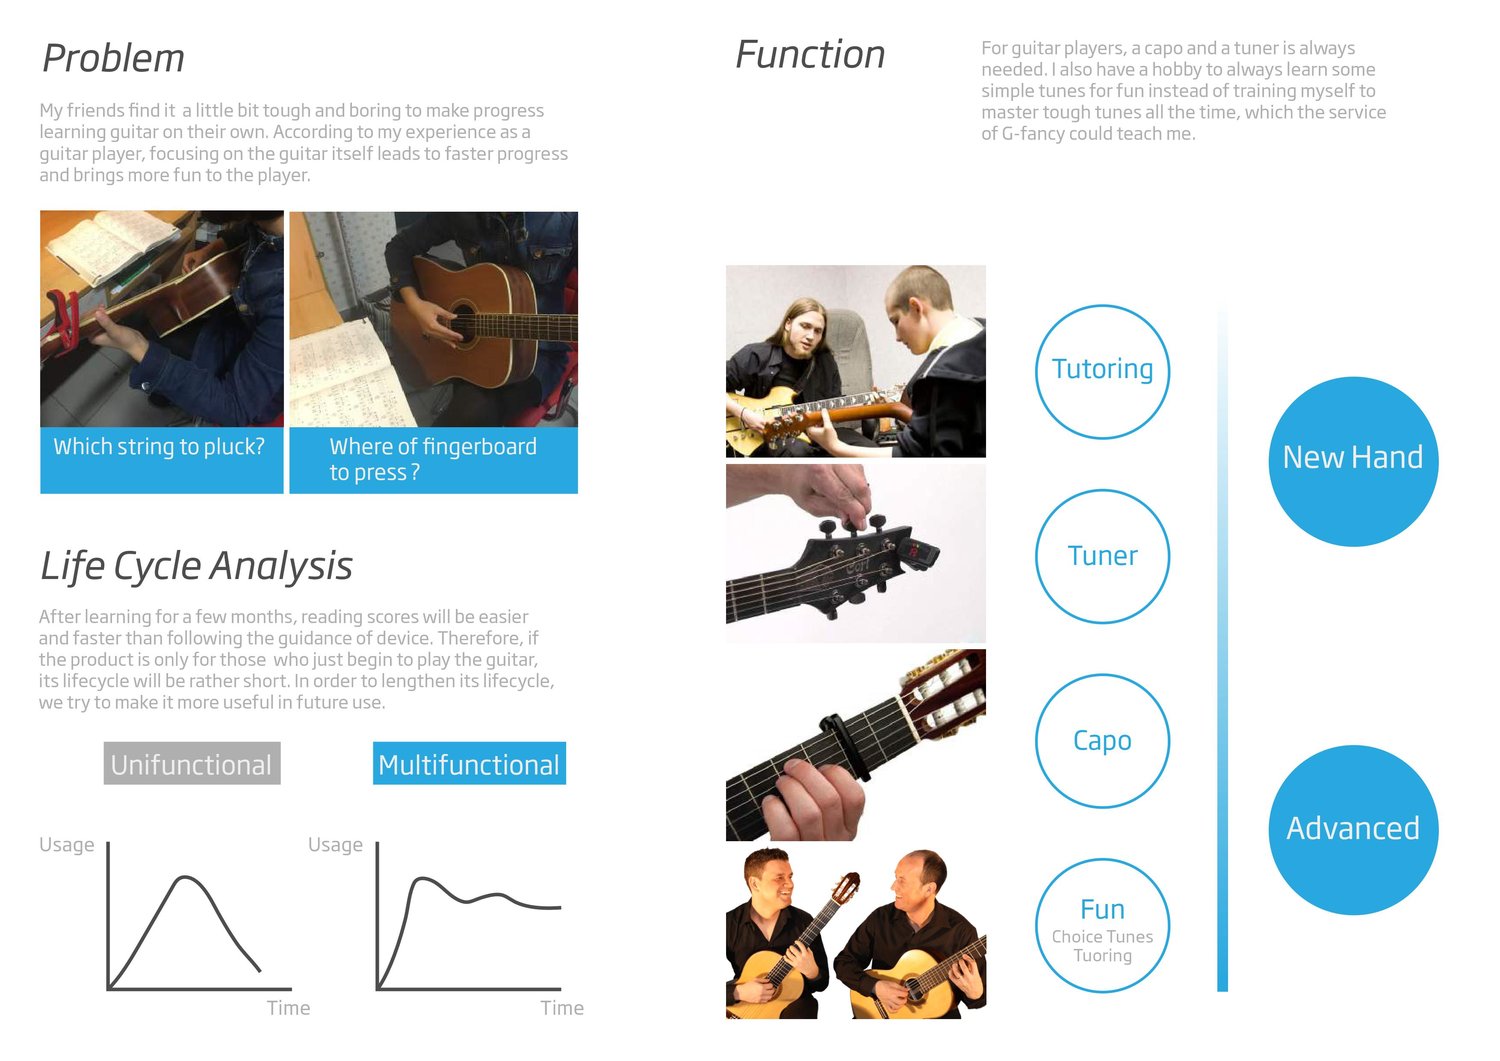 Problem
My friends find it a little bit tough and boring to make progress
learning guitar on their own. According to my experience as a
guitar player, focusing on the guitar itself leads to faster progress
and brings more fun to the player.
Which string to pluck?
Where of fingerboard
to press ?
Life Cycle Analysis
After learning for a few months, reading scores will be easier
and faster than following the guidance of device. Therefore, if
the product is only for those who just begin to play the guitar,
its lifecycle will be rather short. In order to lengthen its lifecycle,
we try to make it more useful in future use.
Unifunctional
Multifunctional
Usage
Time
Usage
Time
Function
For guitar players, a capo and a tuner is always
needed. I also have a hobby to always learn some
simple tunes for fun instead of training myself to
master tough tunes all the time, which the service
of G-fancy could teach me.
Tutoring
Tuner
Cort
Capo
Fun
Choice Tunes
Tuoring
New Hand
Advanced